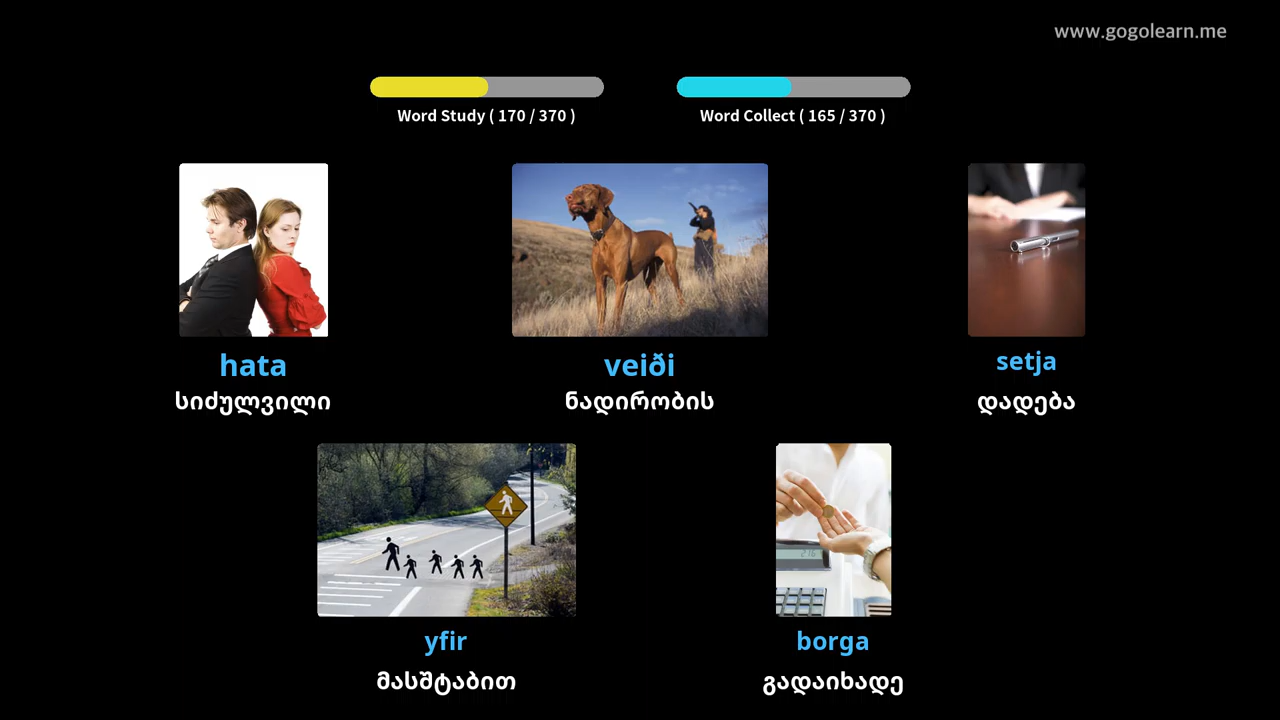 www.gogolearn.me
Word Study ( 170 / 370 )
Word Collect ( 165 / 370 )
hata
სიძულვილი
veiði
ნადირობის
setja
დადება
yfir
მასშტაბით
borga
გადაიხადე